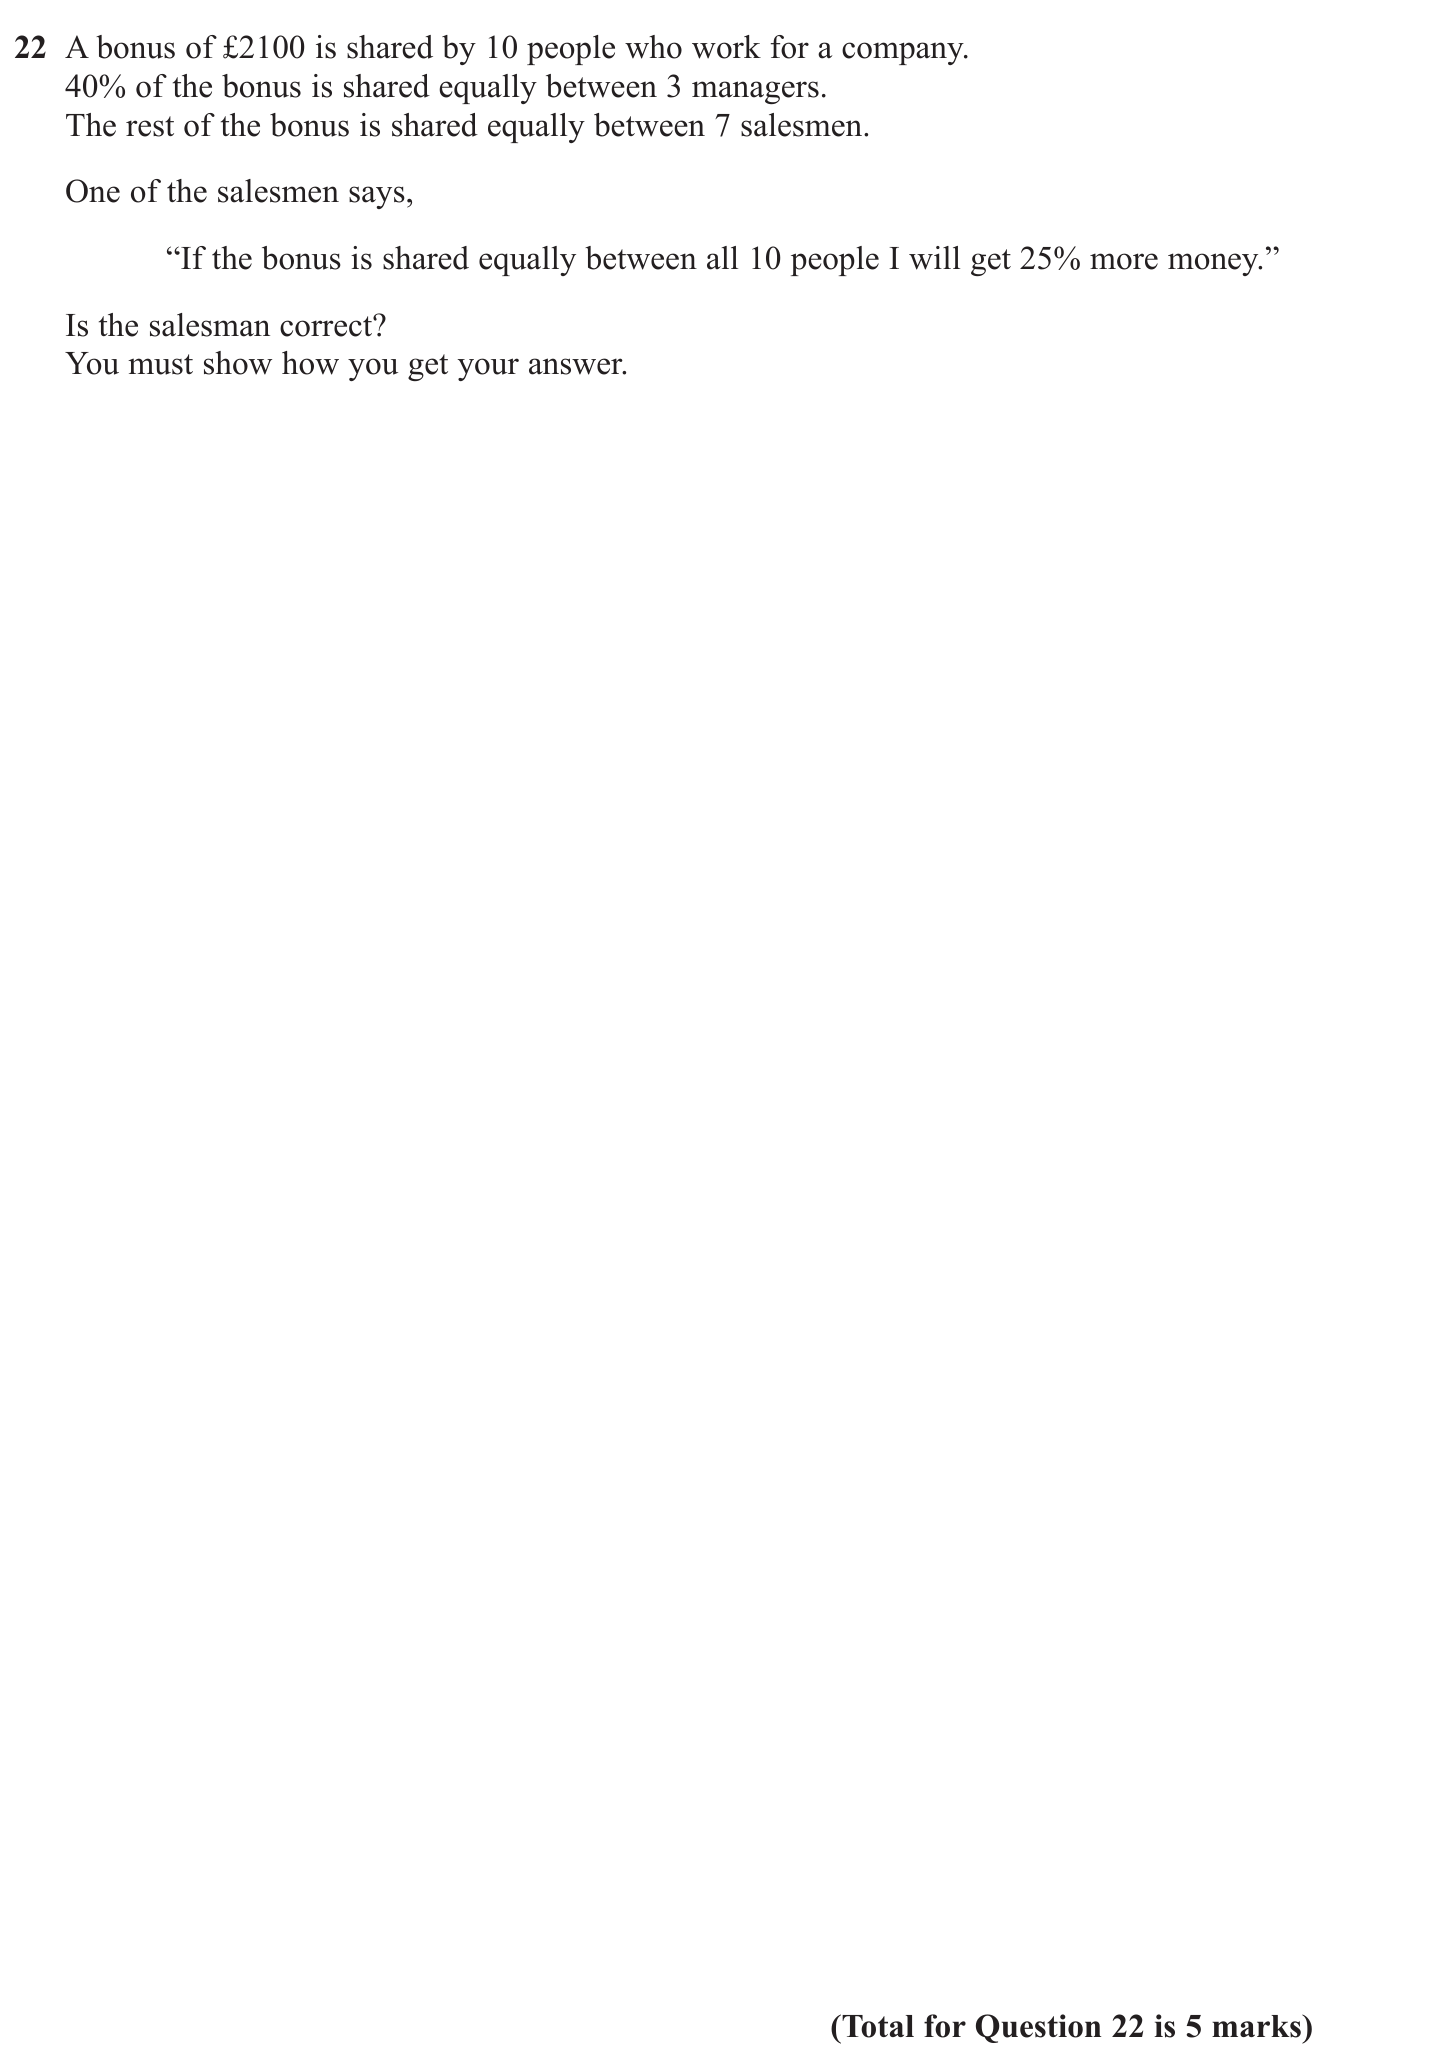 22 A bonus of £2100 is shared by 10 people who work for a company.
40% of the bonus is shared equally between 3 managers.
The rest of the bonus is shared equally between 7 salesmen.
One of the salesmen says,
“If the bonus is shared equally between all 10 people I will get 25% more money.”
Is the salesman correct?
You must show how you get your answer.
(Total for Question 22 is 5 marks)